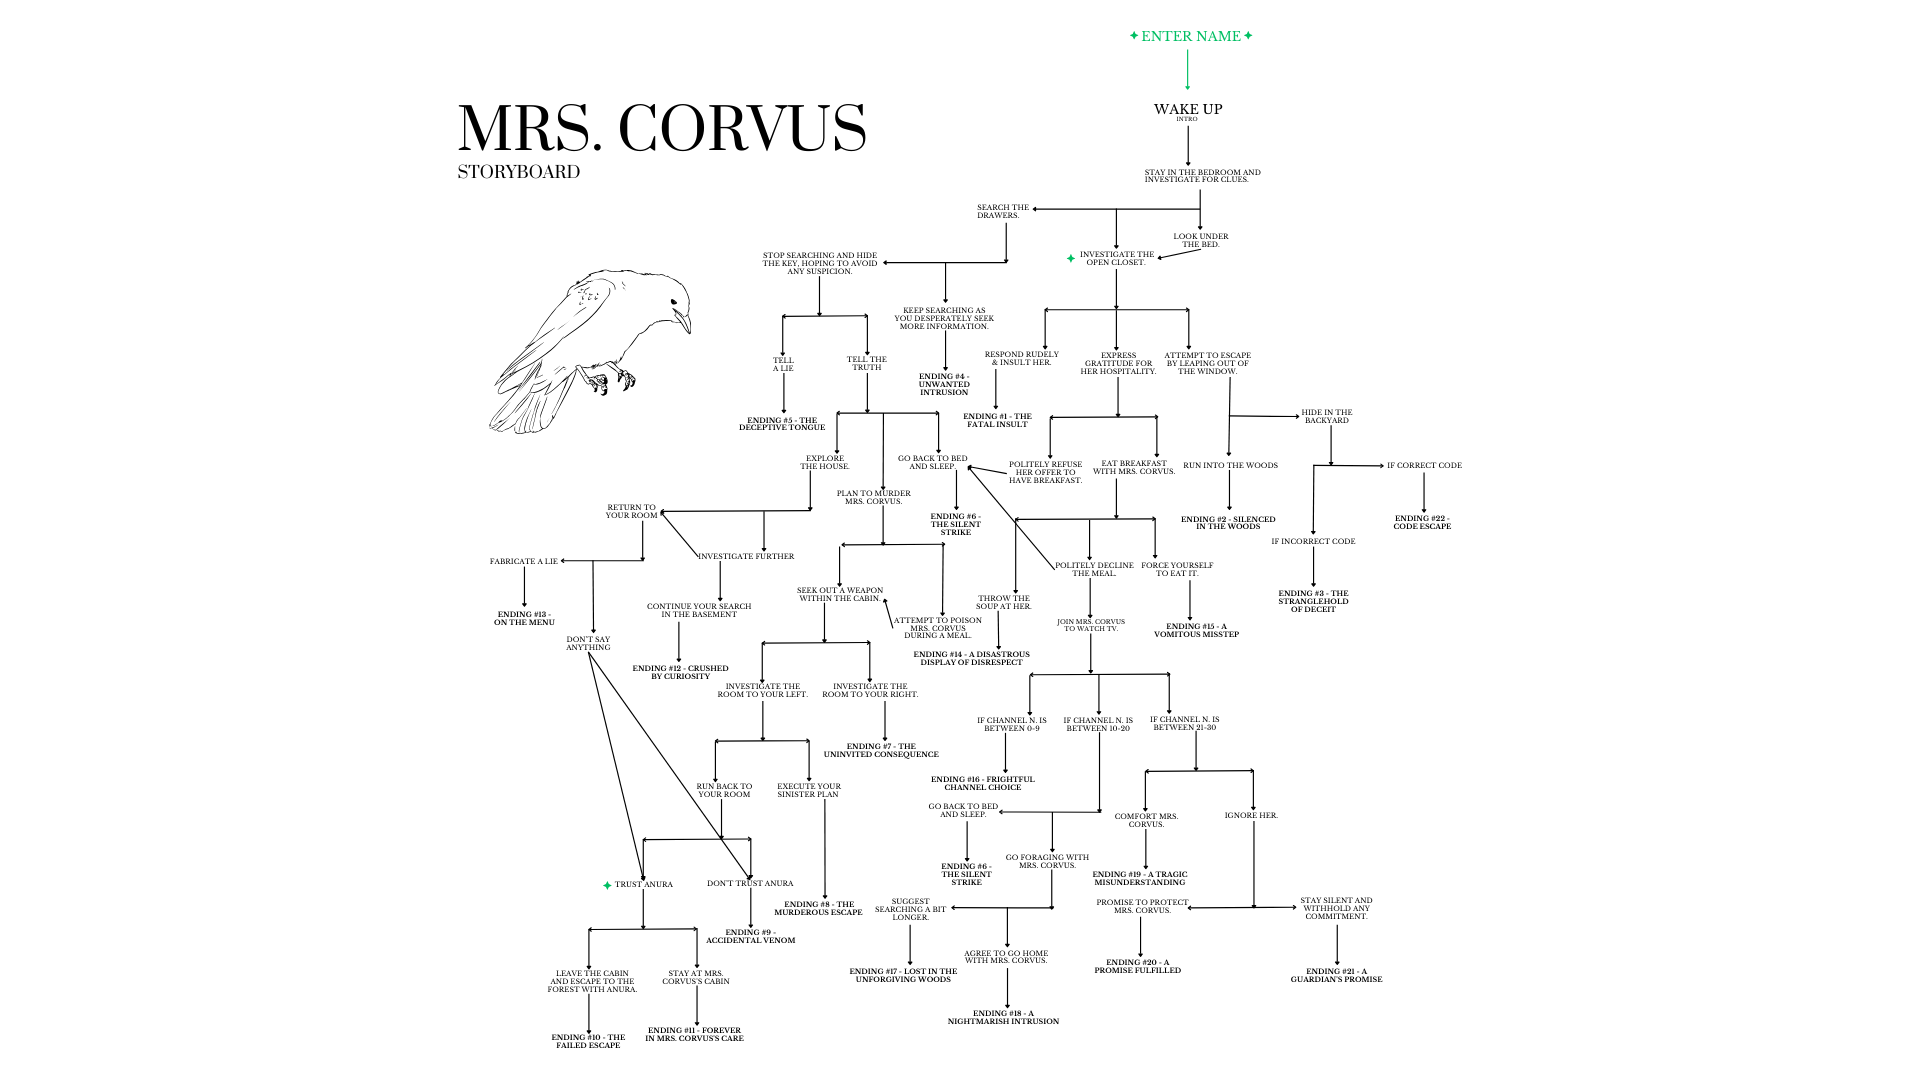 ENTER NAME
MRS. CORVUS
STORYBOARD
WAKE UP
INTRO
STAY IN THE BEDROOM AND
INVESTIGATE FOR CLUES.
SEARCH THE
DRAWERS.
LOOK UNDER
THE BED.
INVESTIGATE THE
OPEN CLOSET.
STOP SEARCHING AND HIDE
THE KEY, HOPING TO AVOID
ANY SUSPICION.
KEEP SEARCHING AS
YOU DESPERATELY SEEK
MORE INFORMATION.
TELL
A LIE
TELL THE
TRUTH
ENDING #4 -
UNWANTED
INTRUSION
RESPOND RUDELY
& INSULT HER.
EXPRESS
GRATITUDE FOR
HER HOSPITALITY.
ATTEMPT TO ESCAPE
BY LEAPING OUT OF
THE WINDOW.
ENDING #5 - THE
DECEPTIVE TONGUE
ENDING #1 - THE
FATAL INSULT
HIDE IN THE
BACKYARD
EXPLORE
THE HOUSE.
GO BACK TO BED
AND SLEEP.
POLITELY REFUSE
HER OFFER TO
HAVE BREAKFAST.
EAT BREAKFAST
WITH MRS. CORVUS.
RUN INTO THE WOODS
IF CORRECT CODE
PLAN TO MURDER
MRS. CORVUS.
RETURN TO
YOUR ROOM
ENDING #6 -
THE SILENT
STRIKE
ENDING #2 - SILENCED
IN THE WOODS
ENDING #22 -
CODE ESCAPE
IF INCORRECT CODE
FABRICATE A LIE
INVESTIGATE FURTHER
POLITELY DECLINE
THE MEAL.
FORCE YOURSELF
TO EAT IT.
SEEK OUT A WEAPON
WITHIN THE CABIN.
THROW THE
SOUP AT HER.
ENDING #3 - THE
STRANGLEHOLD
OF DECEIT
CONTINUE YOUR SEARCH
IN THE BASEMENT
ENDING #13 -
ON THE MENU
ATTEMPT TO POISON
MRS. CORVUS
DURING A MEAL.
JOIN MRS. CORVUS
TO WATCH TV.
ENDING #15 - A
VOMITOUS MISSTEP
DON'T SAY
ANYTHING
ENDING #12 - CRUSHED
BY CURIOSITY
ENDING #14 - A DISASTROUS
DISPLAY OF DISRESPECT
INVESTIGATE THE
ROOM TO YOUR LEFT.
INVESTIGATE THE
ROOM TO YOUR RIGHT.
IF CHANNEL N. IS
BETWEEN 0-9
IF CHANNEL N. IS
BETWEEN 10-20
IF CHANNEL N. IS
BETWEEN 21-30
ENDING #7 - THE
UNINVITED CONSEQUENCE
ENDING #16 - FRIGHTFUL
CHANNEL CHOICE
RUN BACK TO
YOUR ROOM
EXECUTE YOUR
SINISTER PLAN
GO BACK TO BED
AND SLEEP.
COMFORT MRS.
CORVUS.
IGNORE HER.
GO FORAGING WITH
MRS. CORVUS.
ENDING #6 -
THE SILENT
STRIKE
ENDING #19 - A TRAGIC
MISUNDERSTANDING
TRUST ANURA
DON'T TRUST ANURA
ENDING #8 - THE
MURDEROUS ESCAPE
SUGGEST
SEARCHING A BIT
LONGER.
PROMISE TO PROTECT
MRS. CORVUS.
STAY SILENT AND
WITHHOLD ANY
COMMITMENT.
ENDING #9 -
ACCIDENTAL VENOM
AGREE TO GO HOME
WITH MRS. CORVUS.
ENDING #20 - A
PROMISE FULFILLED
LEAVE THE CABIN
AND ESCAPE TO THE
FOREST WITH ANURA.
STAY AT MRS.
CORVUS'S CABIN
ENDING #17 - LOST IN THE
UNFORGIVING WOODS
ENDING #21 - A
GUARDIAN'S PROMISE
ENDING #18 - A
NIGHTMARISH INTRUSION
ENDING #10 - THE
FAILED ESCAPE
ENDING #11 - FOREVER
IN MRS. CORVUS'S CARE